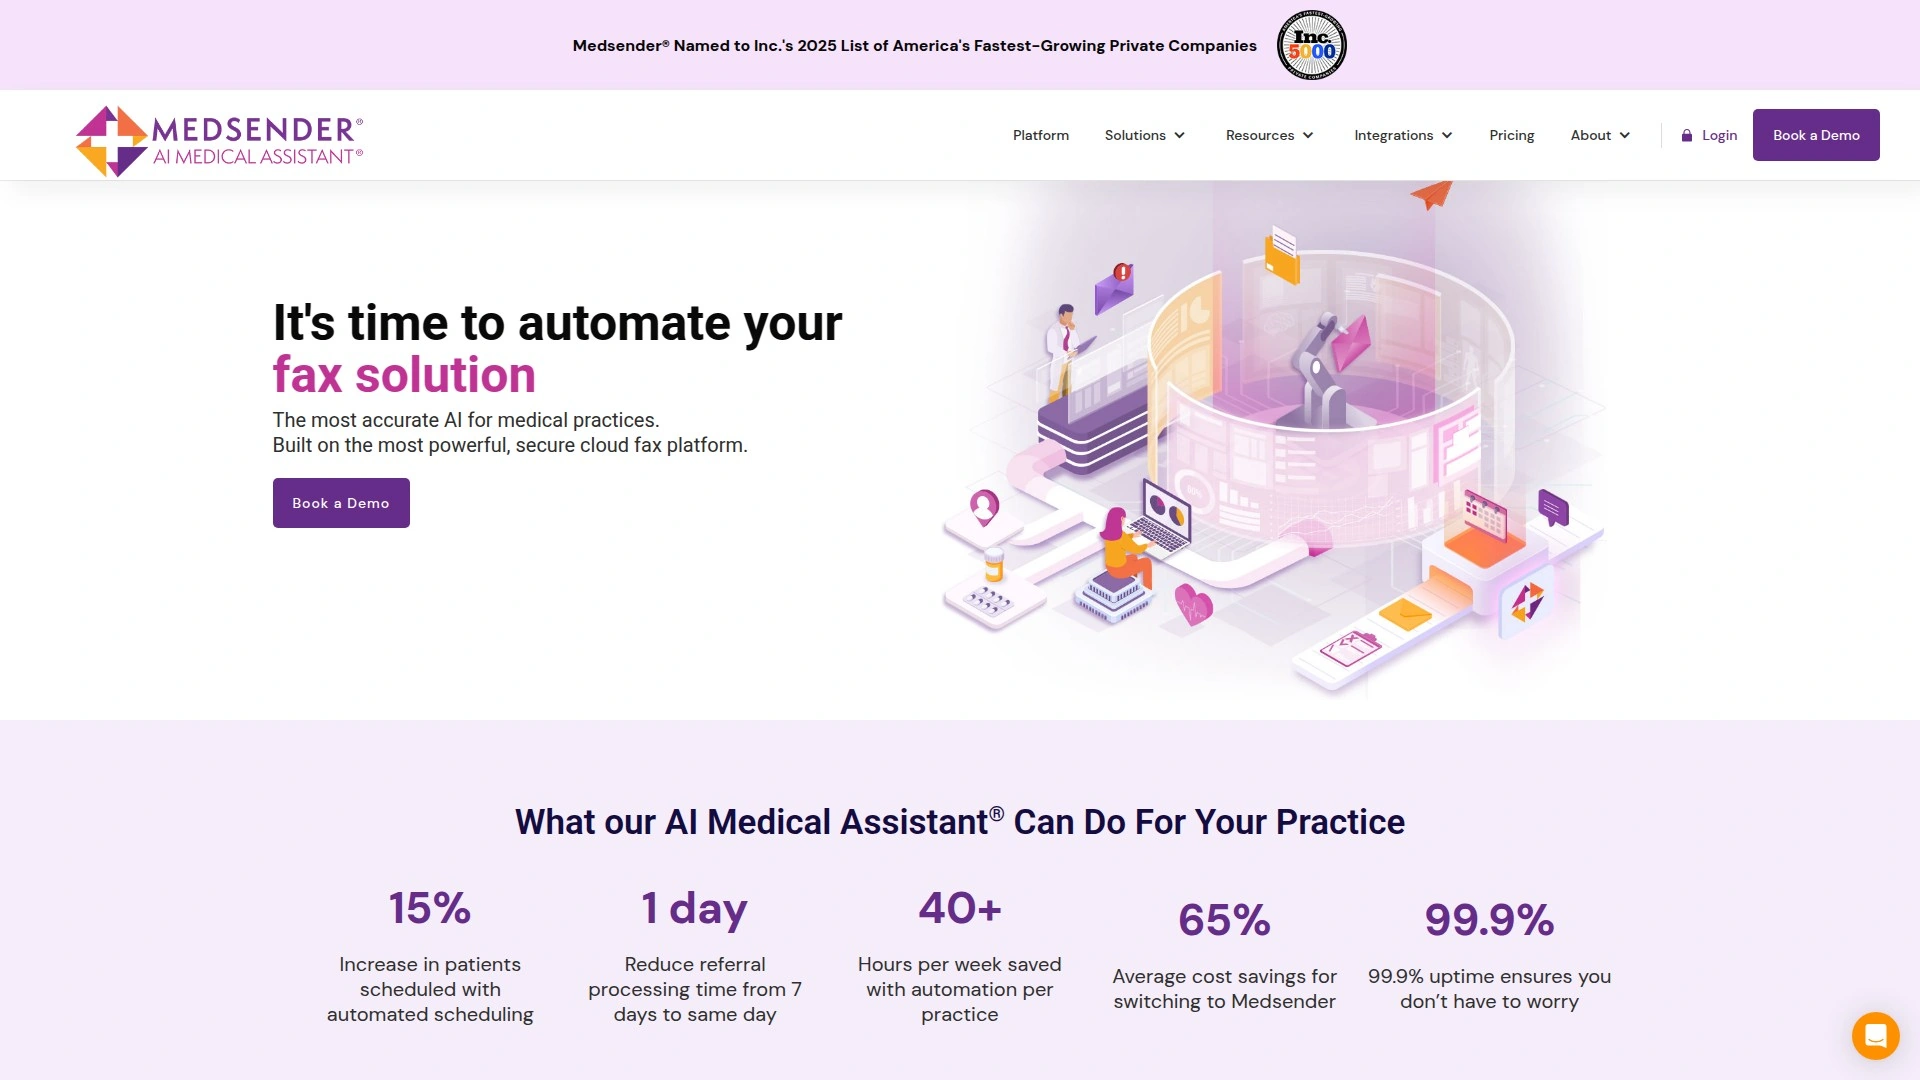 Medsender® Named to Inc.'s 2025 List of America's Fastest-Growing Private Companies
Inc.
5000
MEDSENDER®
AI MEDICAL ASSISTANT®
Platform
Solutions
Resources
Integrations
Pricing
About
Login
Book a Demo
It's time to automate your
fax solution
The most accurate AI for medical practices.
Built on the most powerful, secure cloud fax platform.
Book a Demo
What our AI Medical Assistant® Can Do For Your Practice
15%
Increase in patients
scheduled with
automated scheduling
1 day
Reduce referral
processing time from 7
days to same day
40+
Hours per week saved
with automation per
practice
65%
Average cost savings for
switching to Medsender
99.9%
99.9% uptime ensures you
don’t have to worry